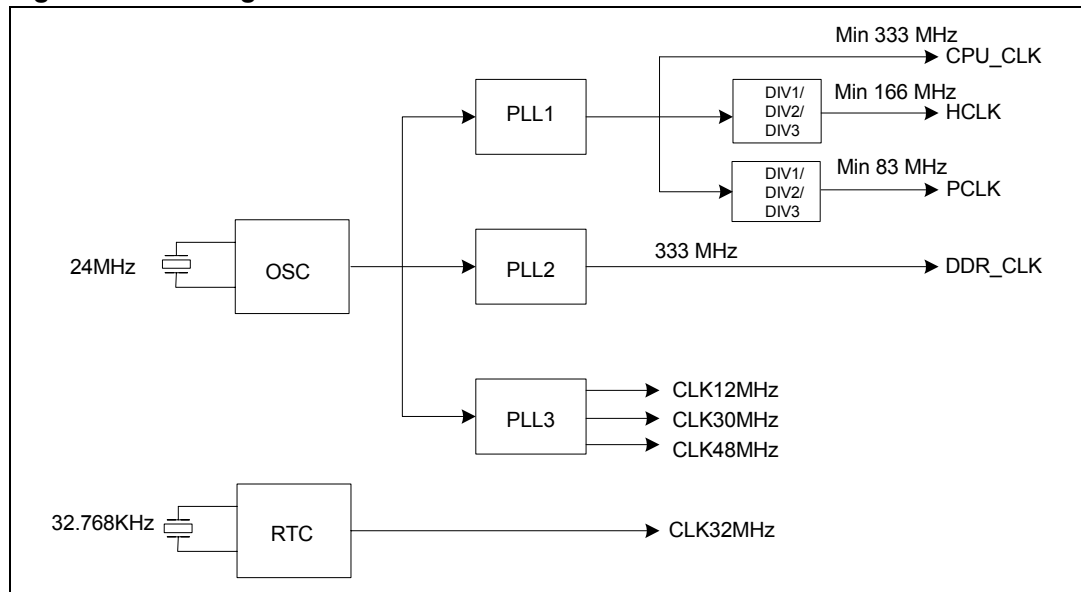 Min 333 MHz
CPU_CLK
DIV1/
DIV2/
DIV3
Min 166 MHz
HCLK
PLL1
DIV1/
DIV2/
DIV3
Min 83 MHz
PCLK
24MHz
OSC
PLL2
333 MHz
DDR_CLK
PLL3
CLK12MHz
CLK30MHz
CLK48MHz
32.768KHz
RTC
CLK32MHz